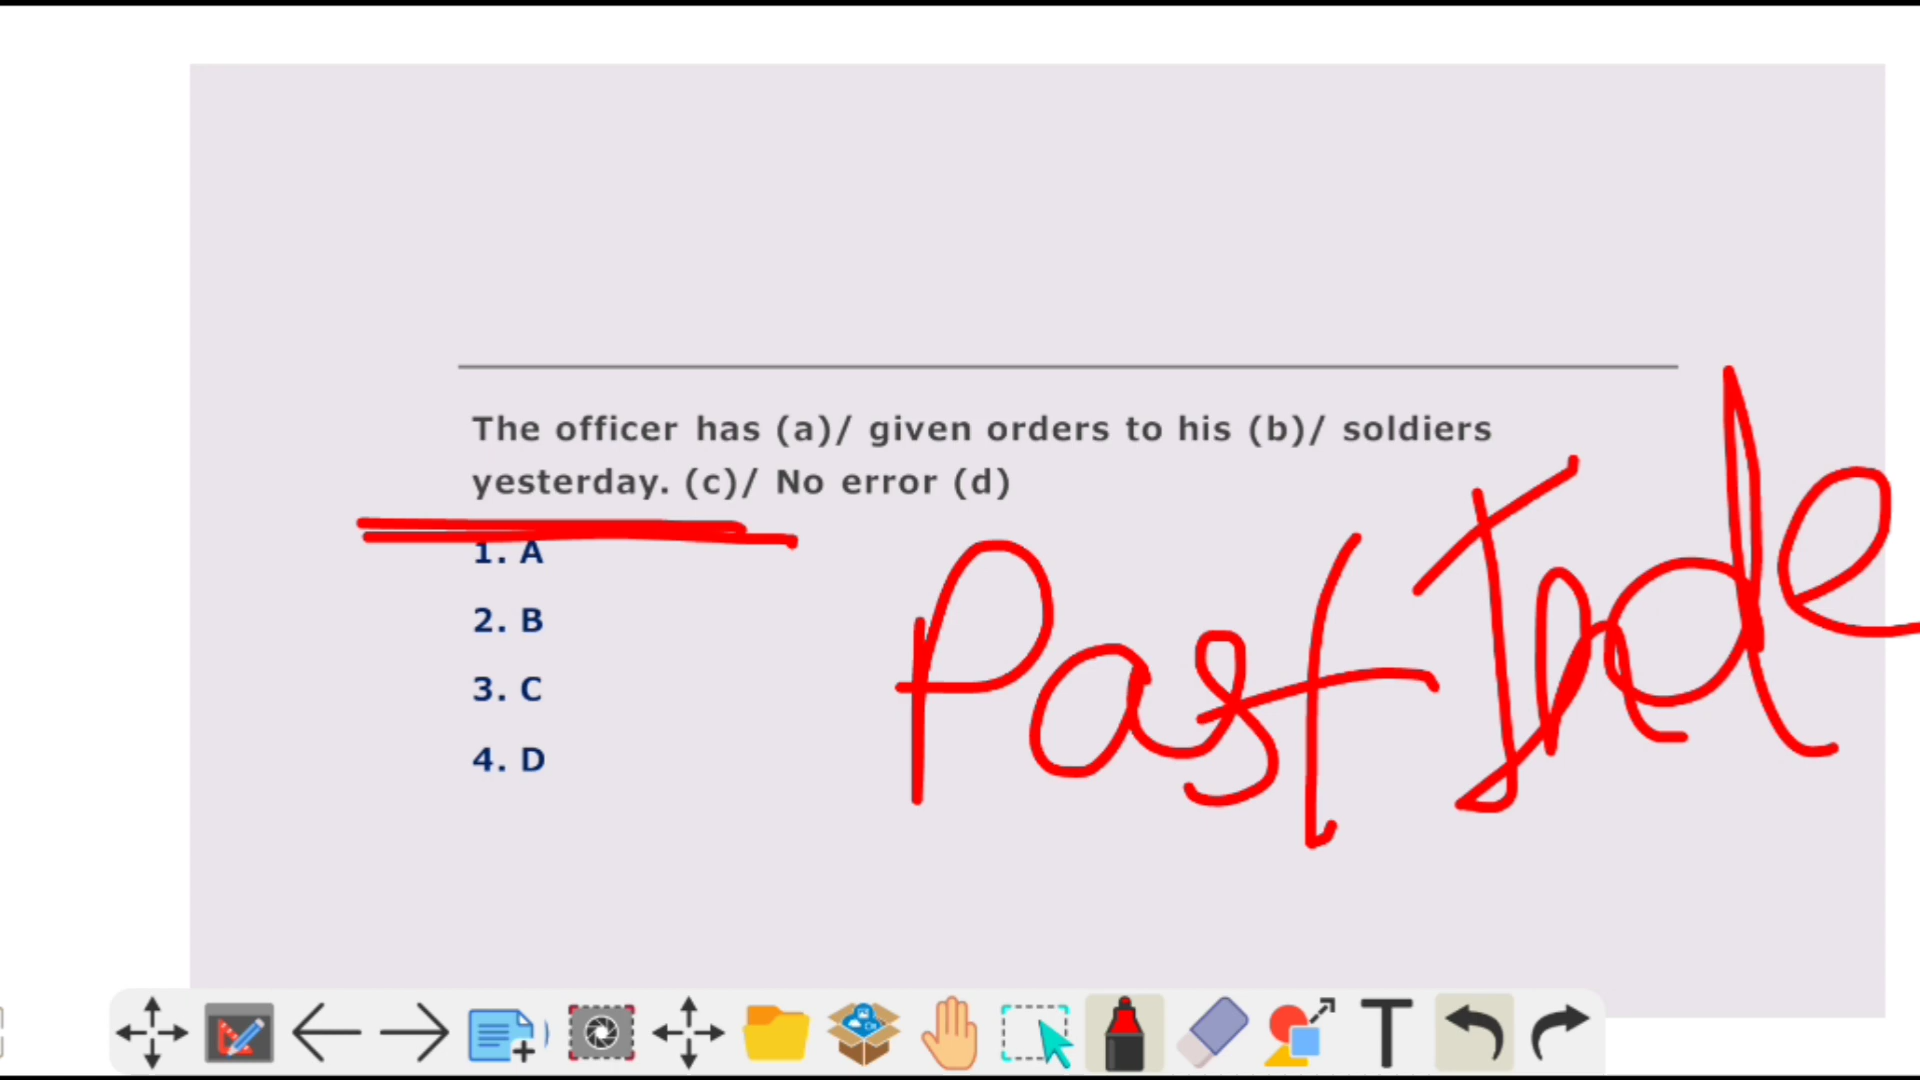 The officer has (a)/ given orders to his (b)/ soldiers
yesterday. (c)/ No error (d)
1. A
2. B
3. C
4. D
Past Inde
T